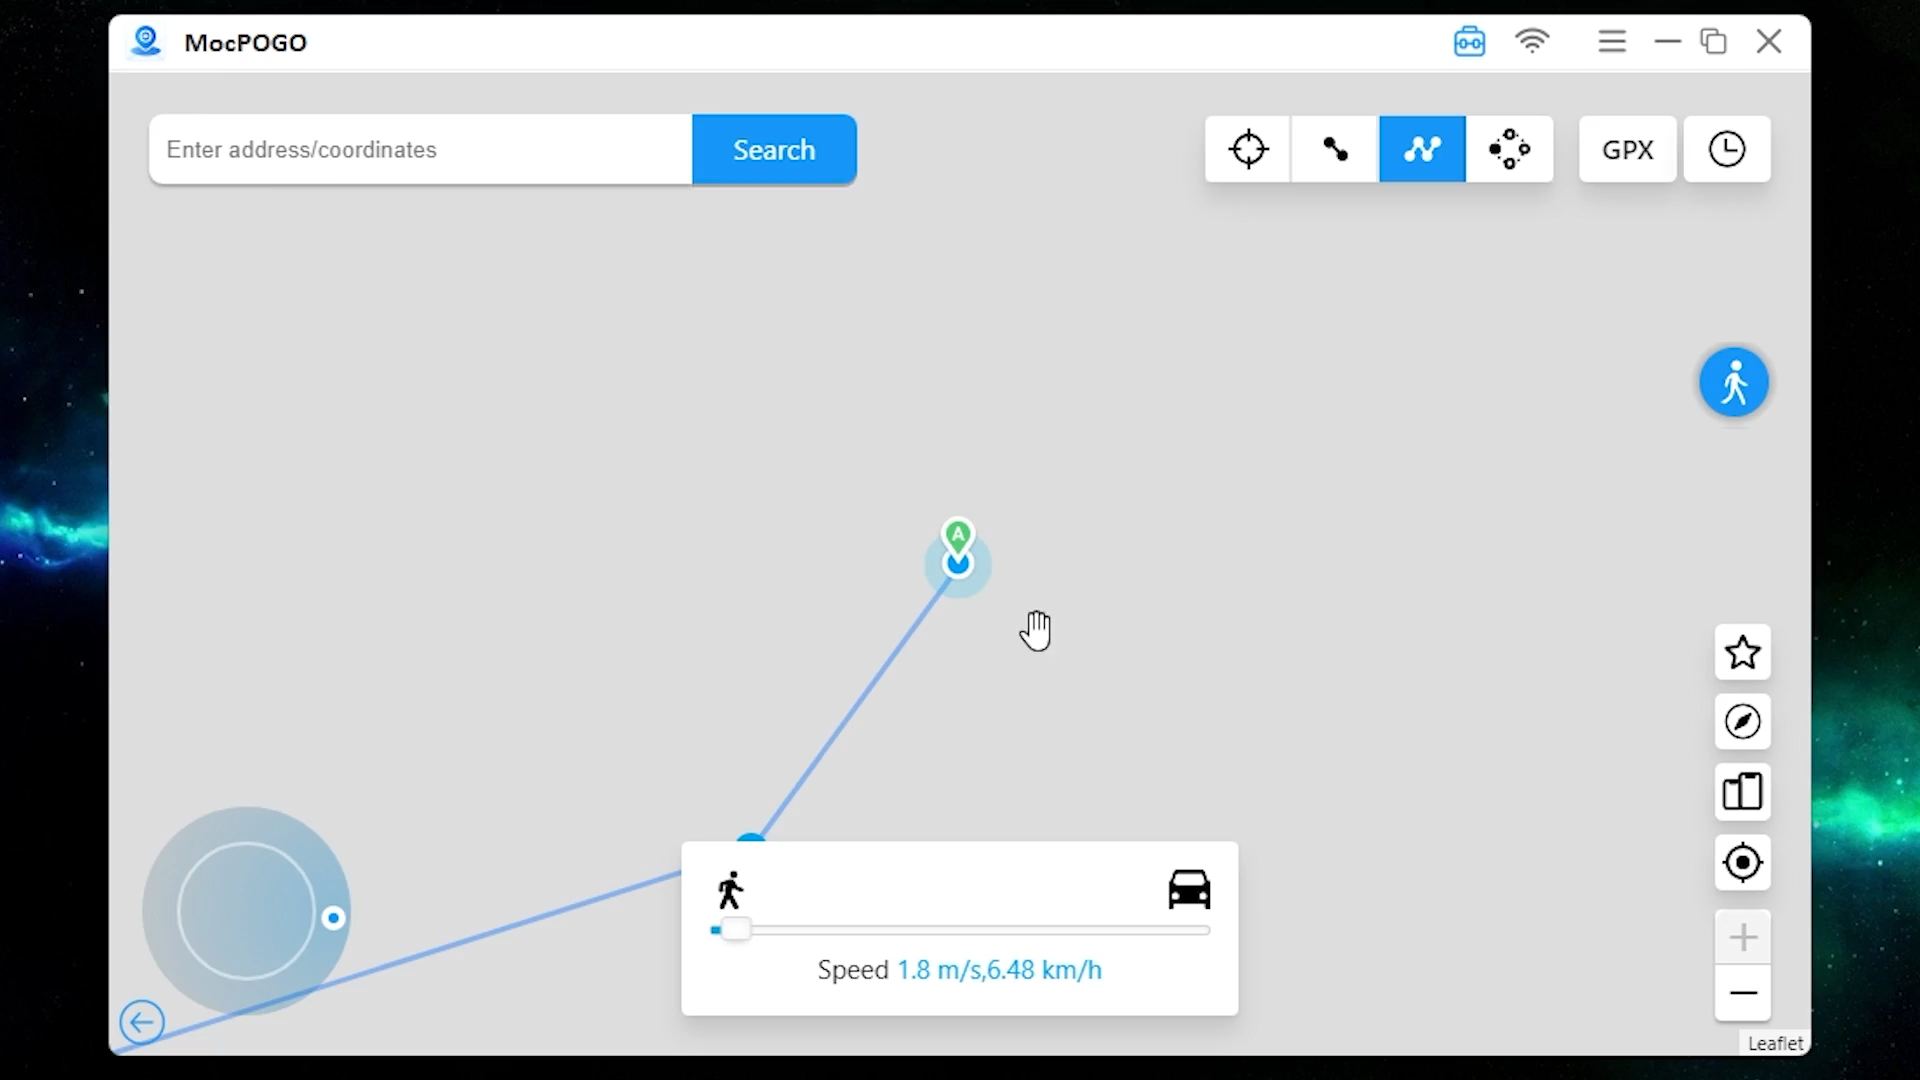 MocPOGO
Enter address/coordinates
Search
GPX
A
Speed 1.8 m/s,6.48 km/h
Leaflet